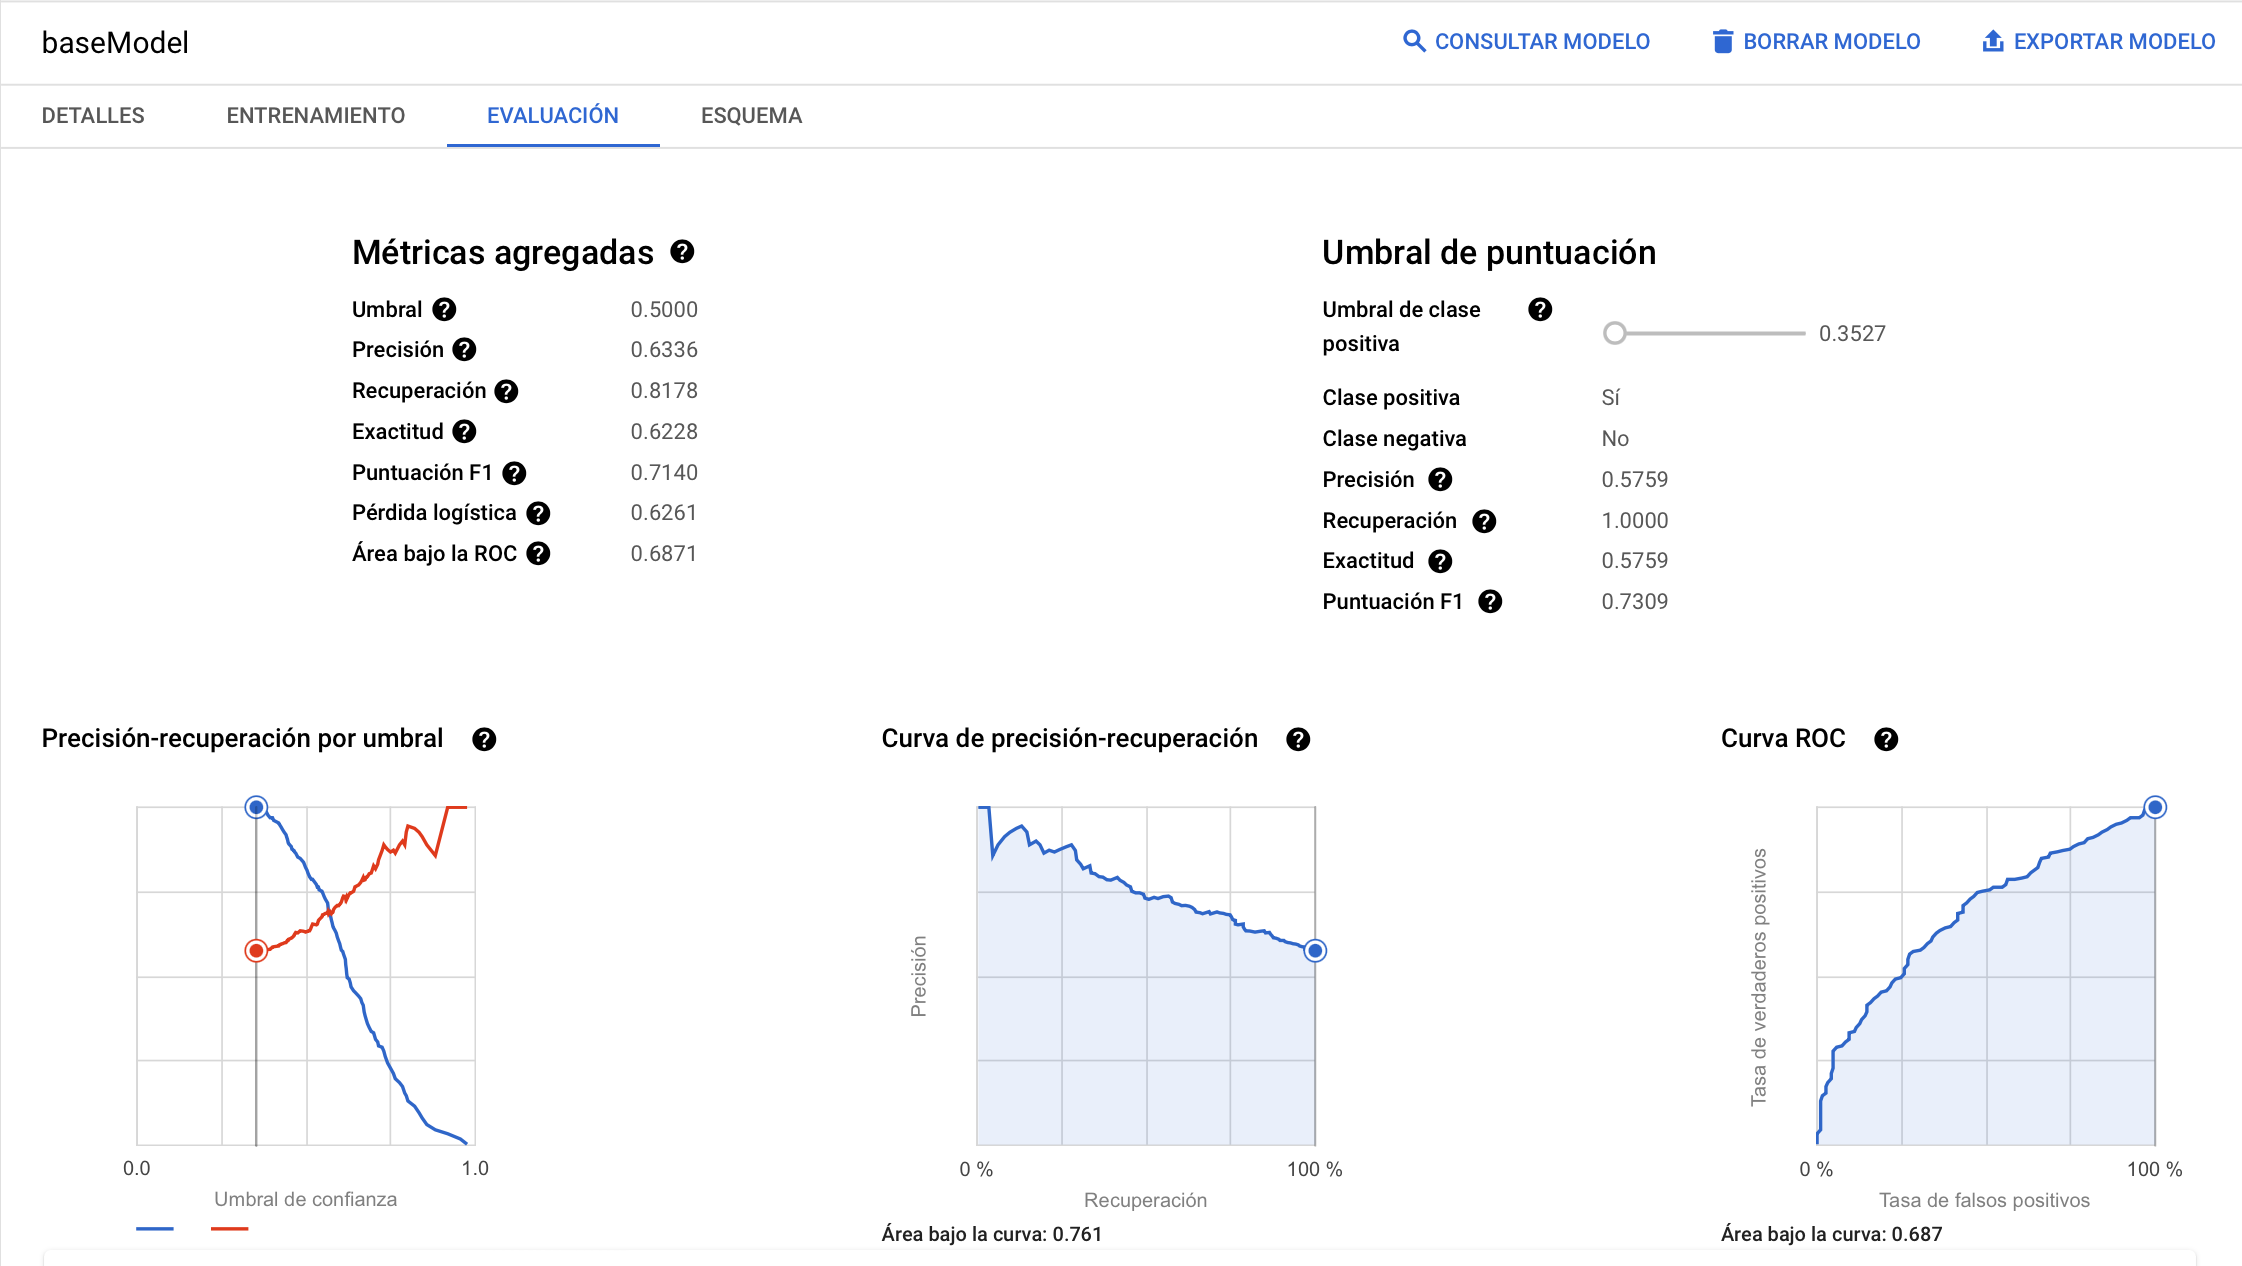 baseModel
CONSULTAR MODELO
BORRAR MODELO
EXPORTAR MODELO
DETALLES
ENTRENAMIENTO
EVALUACIÓN
ESQUEMA
Métricas agregadas
Umbral 0.5000
Precisión 0.6336
Recuperación 0.8178
Exactitud 0.6228
Puntuación F1 0.7140
Pérdida logística 0.6261
Área bajo la ROC 0.6871
Umbral de puntuación
Umbral de clase
positiva
0.3527
Clase positiva Sí
Clase negativa No
Precisión 0.5759
Recuperación 1.0000
Exactitud 0.5759
Puntuación F1 0.7309
Precisión-recuperación por umbral
0.0 1.0
Umbral de confianza
Curva de precisión-recuperación
Precisión
0 % 100 %
Recuperación
Área bajo la curva: 0.761
Curva ROC
Tasa de verdaderos positivos
0 % 100 %
Tasa de falsos positivos
Área bajo la curva: 0.687